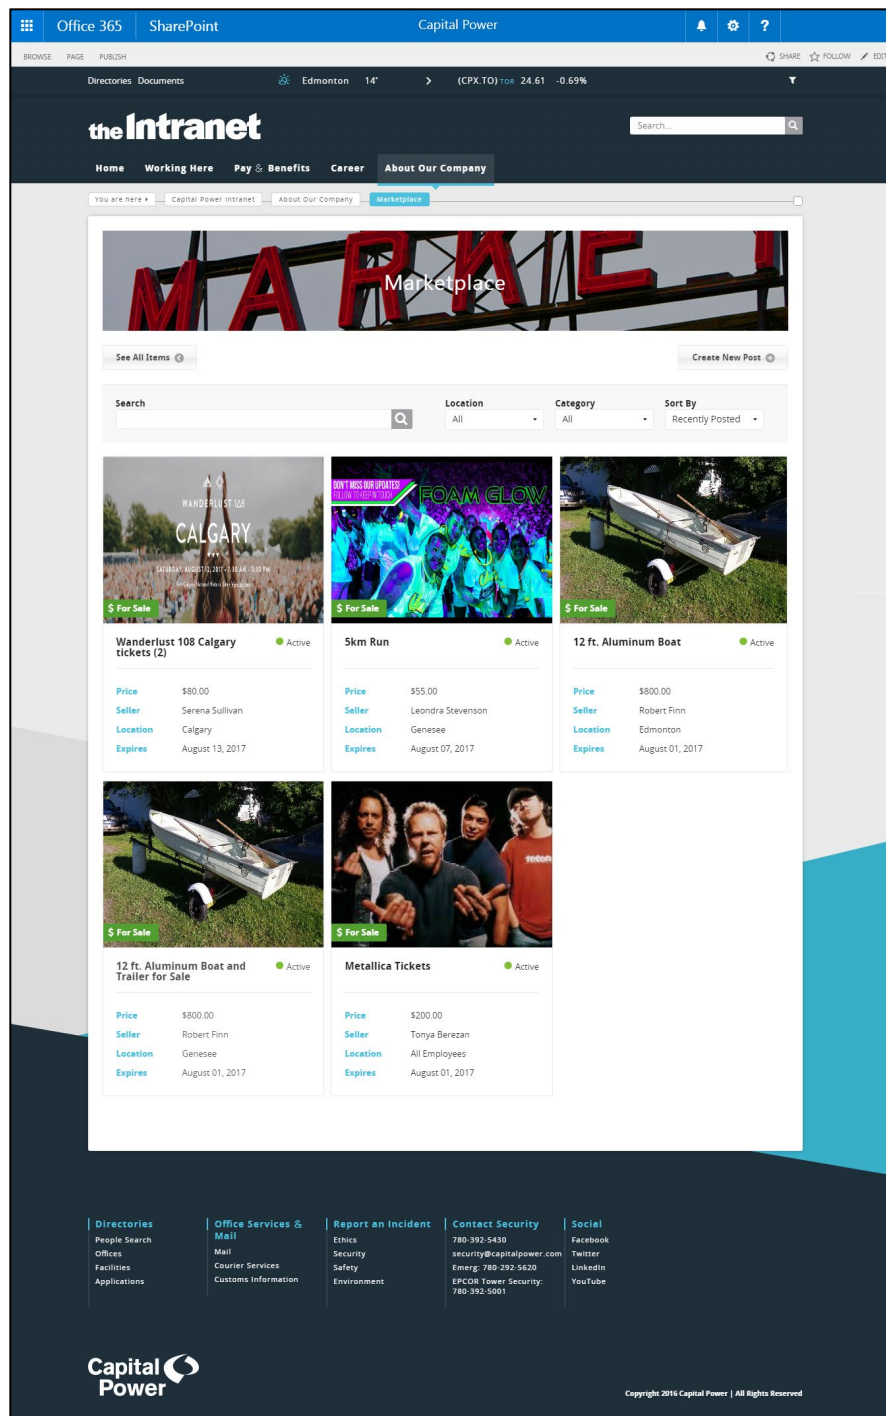 Office 365 SharePoint Capital Power ?
BROWSE PAGE PUBLISH SHARE FOLLOW EDIT
Directories Documents Edmonton 14° (CPX.TO) TOR 24.61 -0.69%
the Intranet
Search...
Home Working Here Pay & Benefits Career About Our Company
You are here Capital Power Intranet About Our Company Marketplace
MARKET
Marketplace
See All Items Create New Post
Search Location Category Sort By
All All Recently Posted
WANDERLUST 108
CALGARY
SATURDAY, AUGUST 12, 2017 - 7:30 AM - 3:00 PM
DON'T MISS OUR UPDATES!
FOLLOW TO KEEP IN TOUCH
FOAM GLOW
$ For Sale $ For Sale $ For Sale
Wanderlust 108 Calgary tickets (2) Active
Price $80.00
Seller Serena Sullivan
Location Calgary
Expires August 13, 2017
5km Run Active
Price $55.00
Seller Leondra Stevenson
Location Genesee
Expires August 07, 2017
12 ft. Aluminum Boat Active
Price $800.00
Seller Robert Finn
Location Edmonton
Expires August 01, 2017
$ For Sale $ For Sale
12 ft. Aluminum Boat and Trailer for Sale Active
Price $800.00
Seller Robert Finn
Location Genesee
Expires August 01, 2017
Metallica Tickets Active
Price $200.00
Seller Tonya Berezan
Location All Employees
Expires August 01, 2017
Directories
People Search
Offices
Facilities
Applications
Office Services &
Mail
Mail
Courier Services
Customs Information
Report an Incident
Ethics
Security
Safety
Environment
Contact Security
780-392-5430
security@capitalpower.com
Emerg: 780-292-5620
EPCOR Tower Security:
780-392-5001
Social
Facebook
Twitter
LinkedIn
YouTube
Capital
Power
Copyright 2016 Capital Power | All Rights Reserved